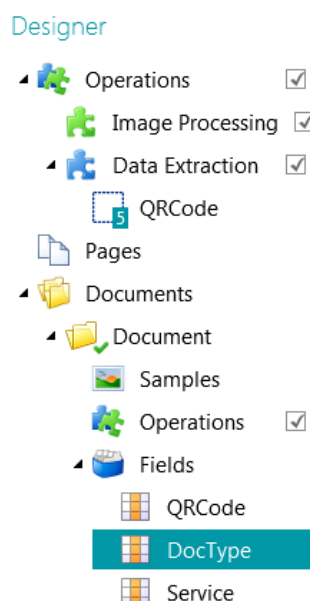 Designer
Operations
Image Processing
Data Extraction
5
QRCode
Pages
Documents
Document
Samples
Operations
Fields
QRCode
DocType
Service